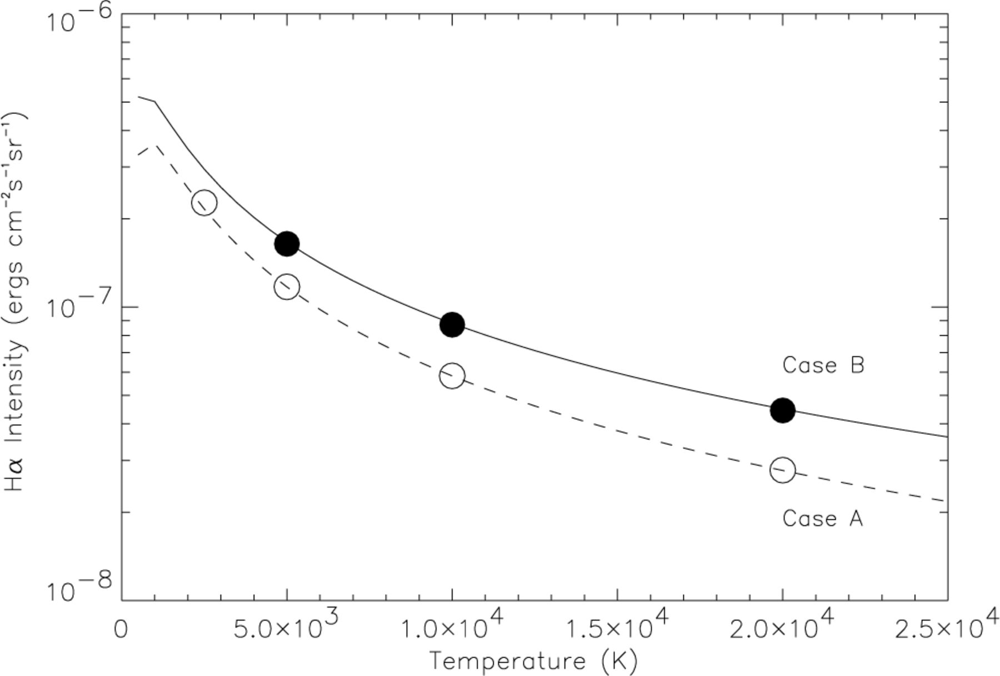 10⁻⁶
10⁻⁷
10⁻⁸
Hα Intensity (ergs cm⁻²s⁻¹sr⁻¹)
Case B
Case A
0 5.0×10³ 1.0×10⁴ 1.5×10⁴ 2.0×10⁴ 2.5×10⁴
Temperature (K)